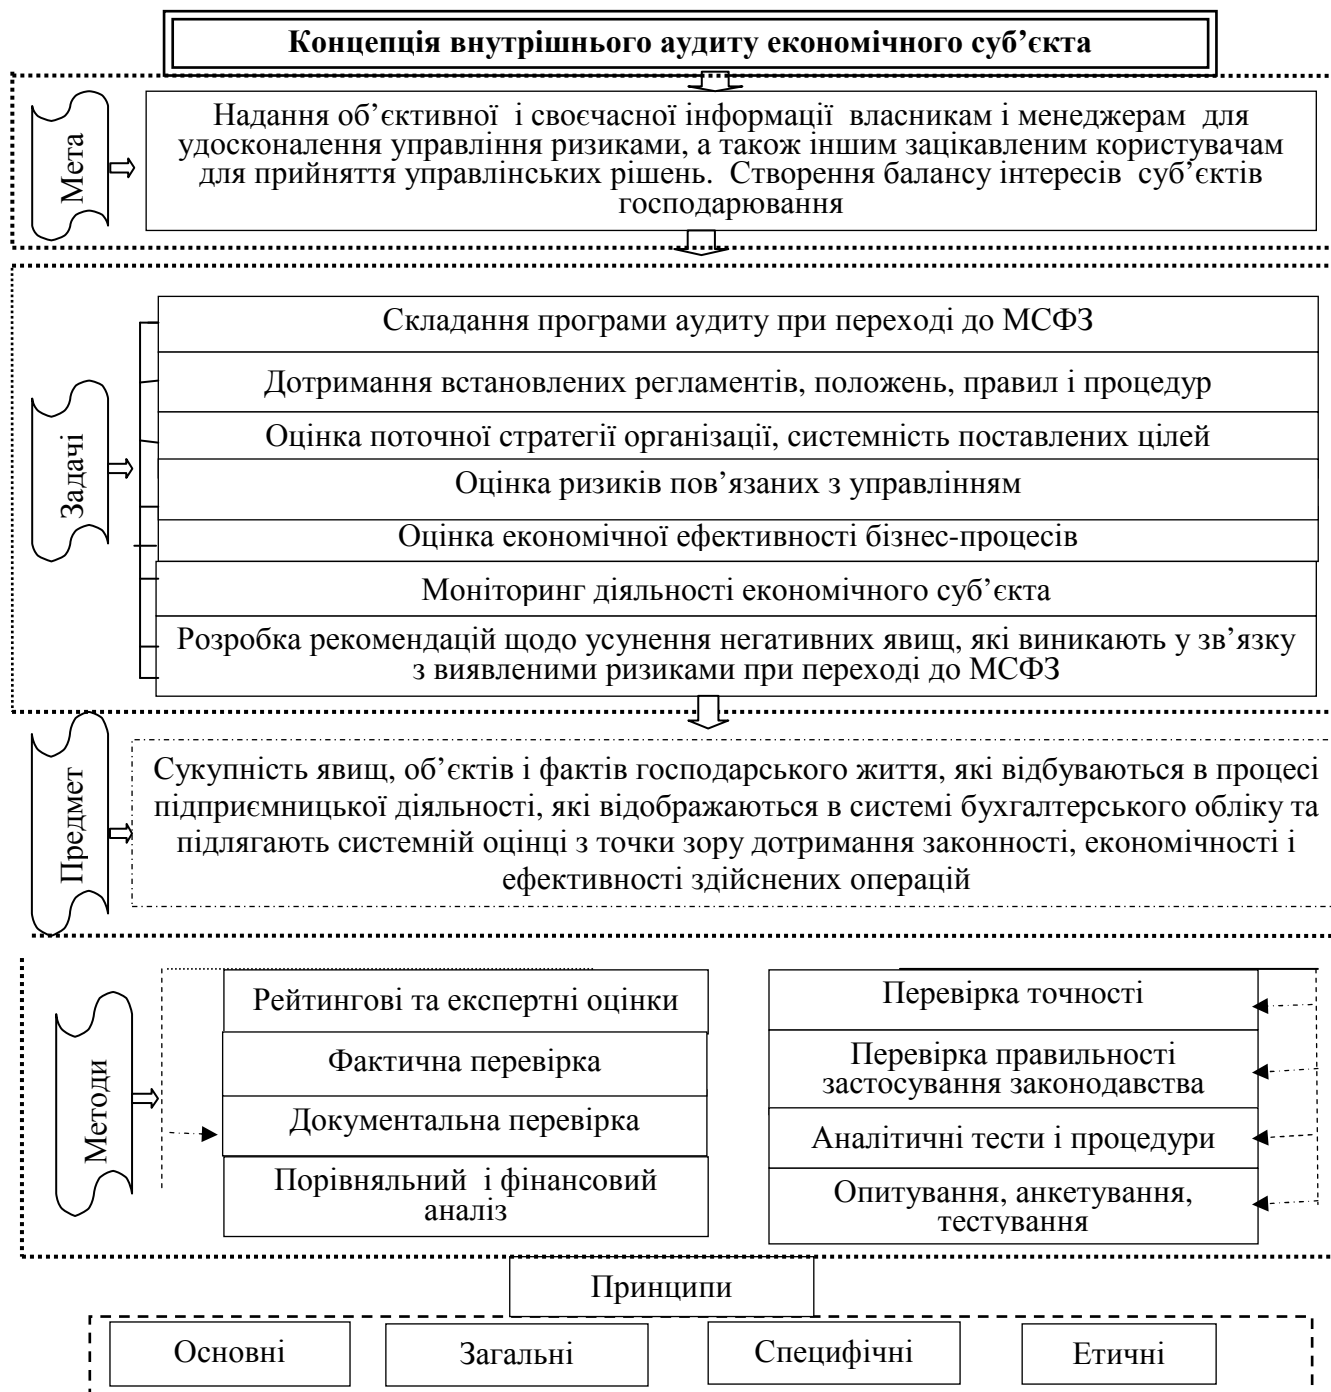 Концепція внутрішнього аудиту економічного суб’єкта
Мета
Надання об’єктивної і своєчасної інформації власникам і менеджерам для
удосконалення управління ризиками, а також іншим зацікавленим користувачам
для прийняття управлінських рішень. Створення балансу інтересів суб’єктів
господарювання
Задачі
Складання програми аудиту при переході до МСФЗ
Дотримання встановлених регламентів, положень, правил і процедур
Оцінка поточної стратегії організації, системність поставлених цілей
Оцінка ризиків пов’язаних з управлінням
Оцінка економічної ефективності бізнес-процесів
Моніторинг діяльності економічного суб’єкта
Розробка рекомендацій щодо усунення негативних явищ, які виникають у зв’язку
з виявленими ризиками при переході до МСФЗ
Предмет
Сукупність явищ, об’єктів і фактів господарського життя, які відбуваються в процесі
підприємницької діяльності, які відображаються в системі бухгалтерського обліку та
підлягають системній оцінці з точки зору дотримання законності, економічності і
ефективності здійснених операцій
Методи
Рейтингові та експертні оцінки
Фактична перевірка
Документальна перевірка
Порівняльний і фінансовий
аналіз
Перевірка точності
Перевірка правильності
застосування законодавства
Аналітичні тести і процедури
Опитування, анкетування,
тестування
Принципи
Основні
Загальні
Специфічні
Етичні